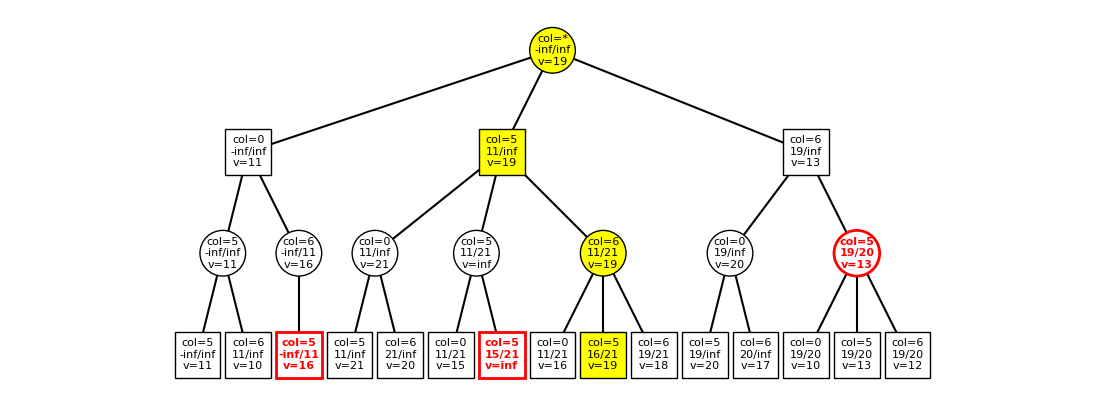 col=*
-inf/inf
v=19
col=0
-inf/inf
v=11
col=5
11/inf
v=19
col=6
19/inf
v=13
col=5
-inf/inf
v=11
col=6
-inf/11
v=16
col=0
11/inf
v=21
col=5
11/21
v=inf
col=6
11/21
v=19
col=0
19/inf
v=20
col=5
19/20
v=13
col=5
-inf/inf
v=11
col=6
11/inf
v=10
col=5
-inf/11
v=16
col=5
11/inf
v=21
col=6
21/inf
v=20
col=0
11/21
v=15
col=5
15/21
v=inf
col=0
11/21
v=16
col=5
16/21
v=19
col=6
19/21
v=18
col=5
19/inf
v=20
col=6
20/inf
v=17
col=0
19/20
v=10
col=5
19/20
v=13
col=6
19/20
v=12